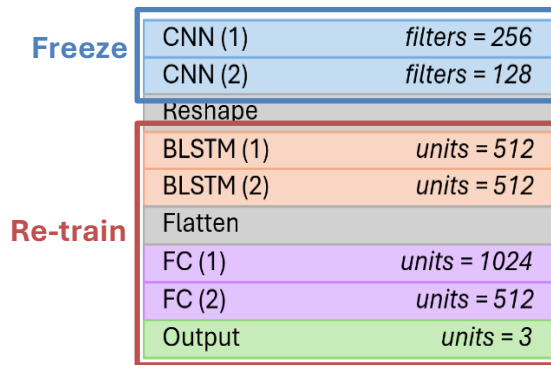 Freeze
CNN (1) filters = 256
CNN (2) filters = 128
Reshape
Re-train
BLSTM (1) units = 512
BLSTM (2) units = 512
Flatten
FC (1) units = 1024
FC (2) units = 512
Output units = 3